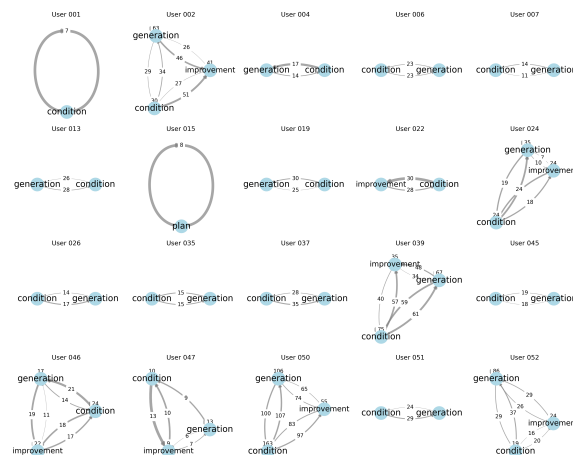 User 001
User 002
User 004
User 006
User 007
7
condition
63
generation
26
46
41
improvement
29
34
27
30
51
condition
17
generation condition
14
23
condition generation
23
14
condition generation
11
User 013
User 015
User 019
User 022
User 024
26
generation condition
28
8
plan
30
generation condition
25
30
improvement condition
28
35
generation
7
10
24
improvement
19
24
18
24
condition
User 026
User 035
User 037
User 039
User 045
14
condition generation
17
15
condition generation
15
28
condition generation
35
35
improvement
48
34
67
generation
40
57
59
61
75
condition
19
condition generation
18
User 046
User 047
User 050
User 051
User 052
17
generation
21
14
24
condition
19
11
18
17
22
improvement
10
condition
9
13
10
13
generation
6
7
9
improvement
106
generation
65
74
55
improvement
100
107
83
97
163
condition
24
condition generation
29
86
generation
29
26
24
improvement
29
37
16
20
19
condition